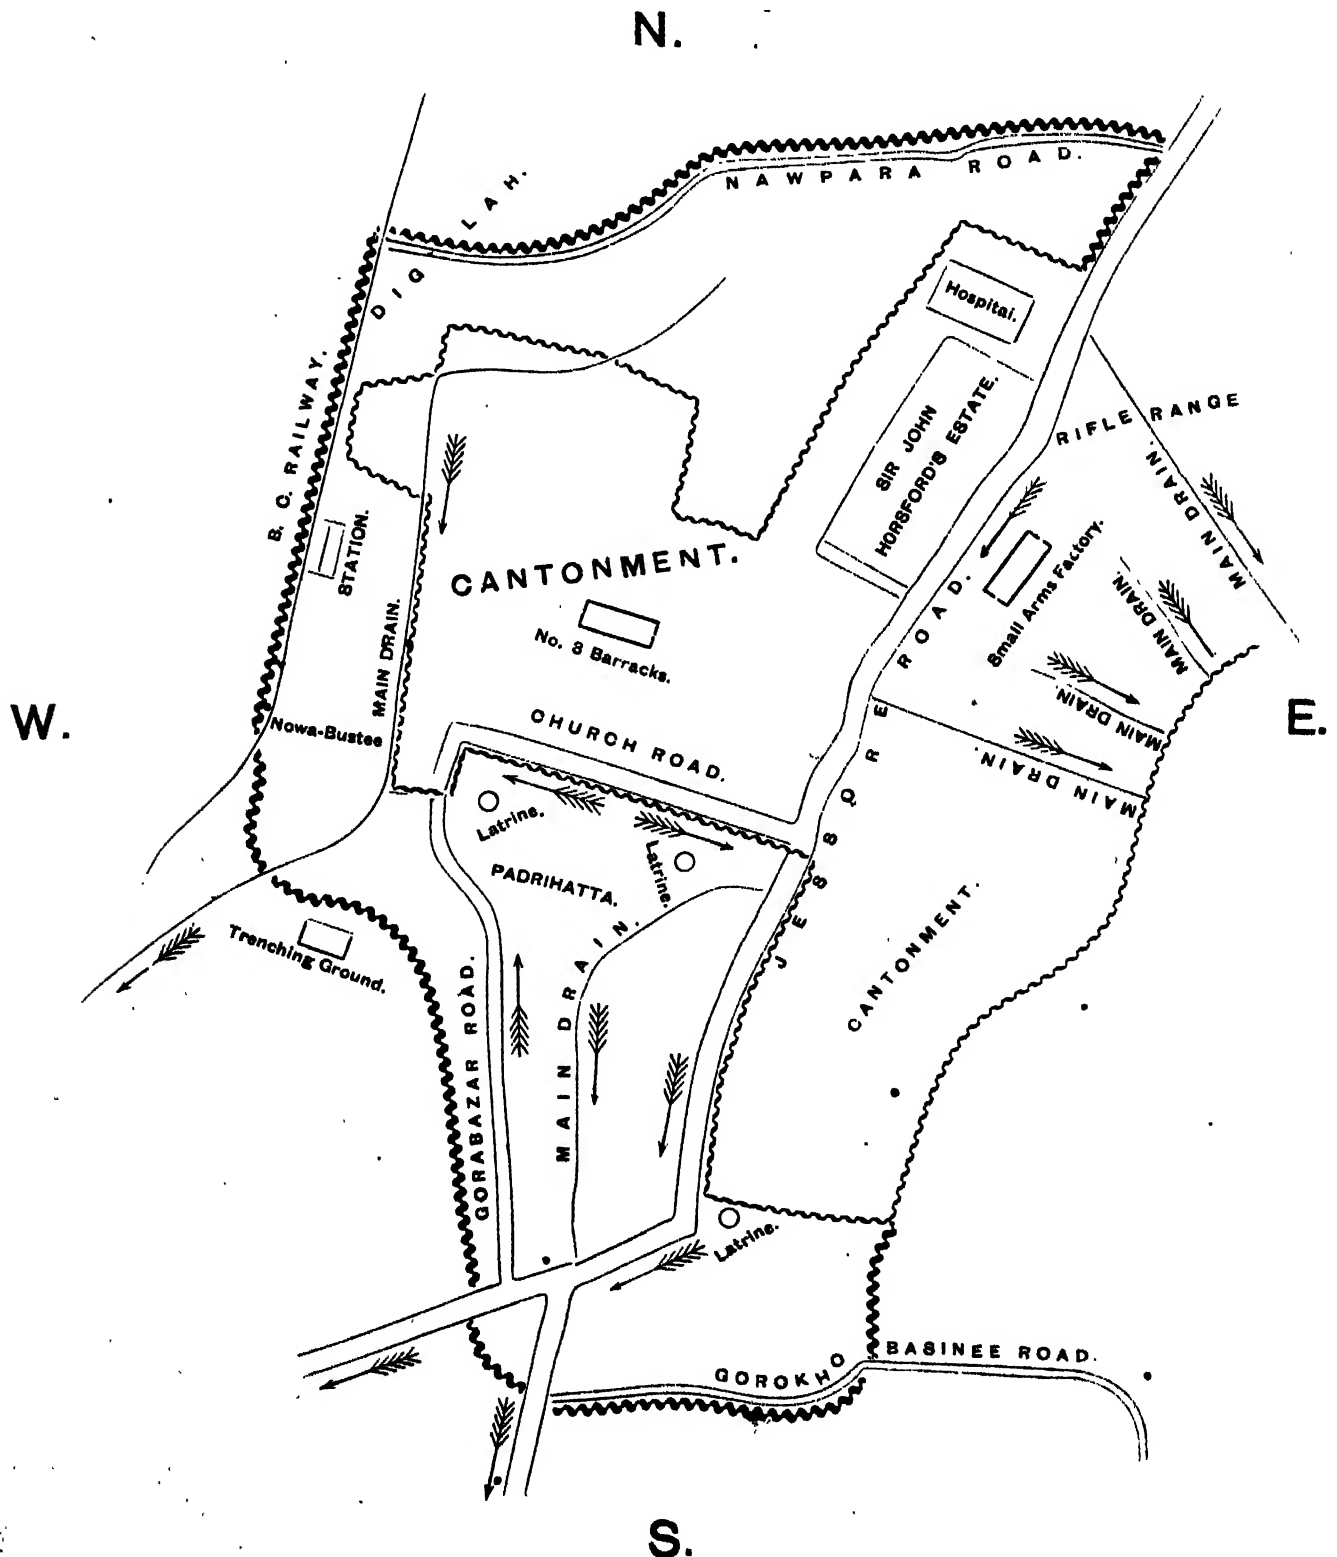 N.
NAWPARA ROAD.
DIGLAH.
B. C. RAILWAY.
Hospital.
SIR JOHN
HORSFORD'S ESTATE.
RIFLE RANGE
MAIN DRAIN.
STATION.
CANTONMENT.
Small Arms Factory.
MAIN DRAIN.
No. 3 Barracks.
MAIN DRAIN.
W.
Nowa-Bustee
CHURCH ROAD.
JESSORE ROAD.
MAIN DRAIN.
MAIN DRAIN.
E.
Latrine.
Latrine.
PADRIHATTA.
Trenching Ground.
CANTONMENT.
GORABAZAR ROAD.
MAIN DRAIN.
Latrine.
GOROKHO BASINEE ROAD.
S.